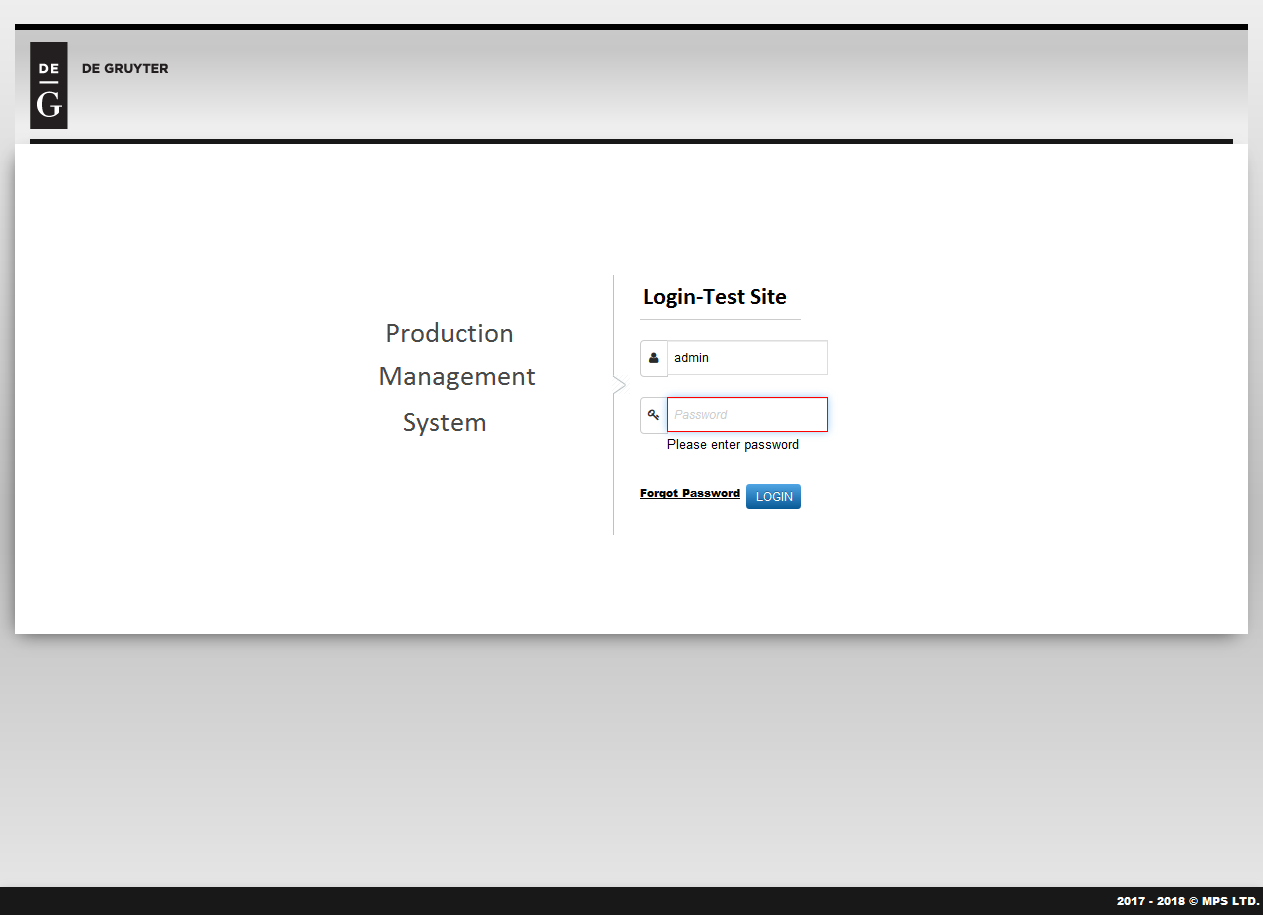 DE
G
DE GRUYTER
Production
Management
System
Login-Test Site
admin
Password
Please enter password
Forgot Password
LOGIN
2017 - 2018 © MPS LTD.